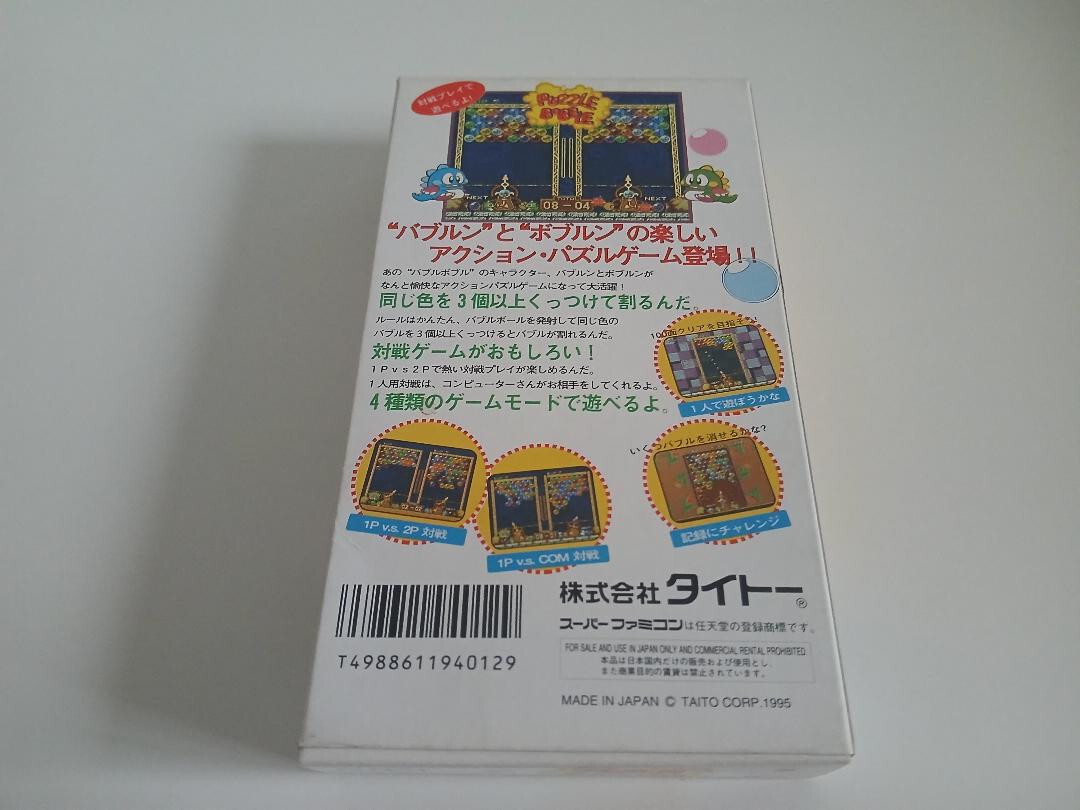 対戦プレイで
遊べるよ!
PUZZLE
BOBBLE
NEXT
NEXT
08-04
“バブルン”と“ボブルン”の楽しい
アクション・パズルゲーム登場!!
あの“バブルボブル”のキャラクター、バブルンとボブルンが
なんと愉快なアクションパズルゲームになって大活躍!
同じ色を3個以上くっつけて割るんだ。
ルールはかんたん、バブルボールを発射して同じ色の
バブルを3個以上くっつけるとバブルが割れるんだ。
対戦ゲームがおもしろい!
1Pvs2Pで熱い対戦プレイが楽しめるんだ。
1人用対戦は、コンピューターさんがお相手をしてくれるよ。
4種類のゲームモードで遊べるよ。
100面クリアを目指そう!
1人で遊ぼうかな
いくつバブルを消せるかな?
記録にチャレンジ
1P v.s. 2P 対戦
1P v.s. COM 対戦
株式会社タイトー®
スーパーファミコンは任天堂の登録商標です。
FOR SALE AND USE IN JAPAN ONLY AND COMMERCIAL RENTAL PROHIBITED.
本品は日本国内だけの販売および使用とし、
また商業目的の賃貸は禁止されています。
T4988611940129
MADE IN JAPAN © TAITO CORP.1995